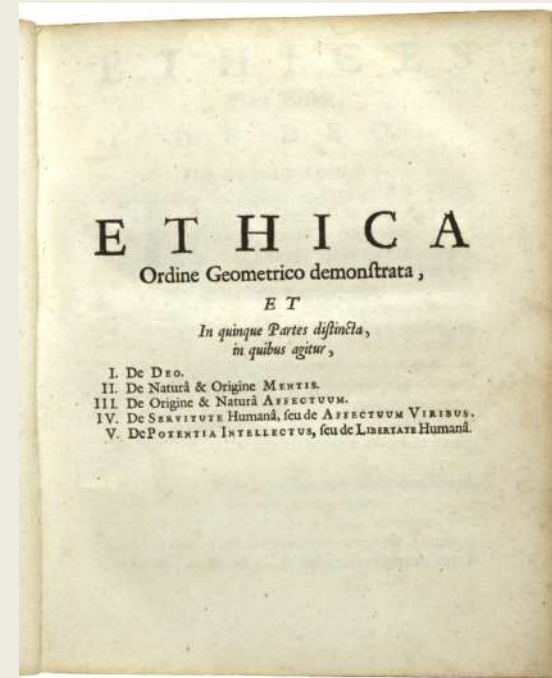 ETHICA
Ordine Geometrico demonſtrata,
ET
In quinque Partes diſtincta,
in quibus agitur,
I. De DEO.
II. De Naturâ & Origine MENTIS.
III. De Origine & Naturâ AFFECTUUM.
IV. De SERVITUTE Humanâ, ſeu de AFFECTUUM VIRIBUS.
V. De POTENTIA INTELLECTUS, ſeu de LIBERTATE Humanâ.